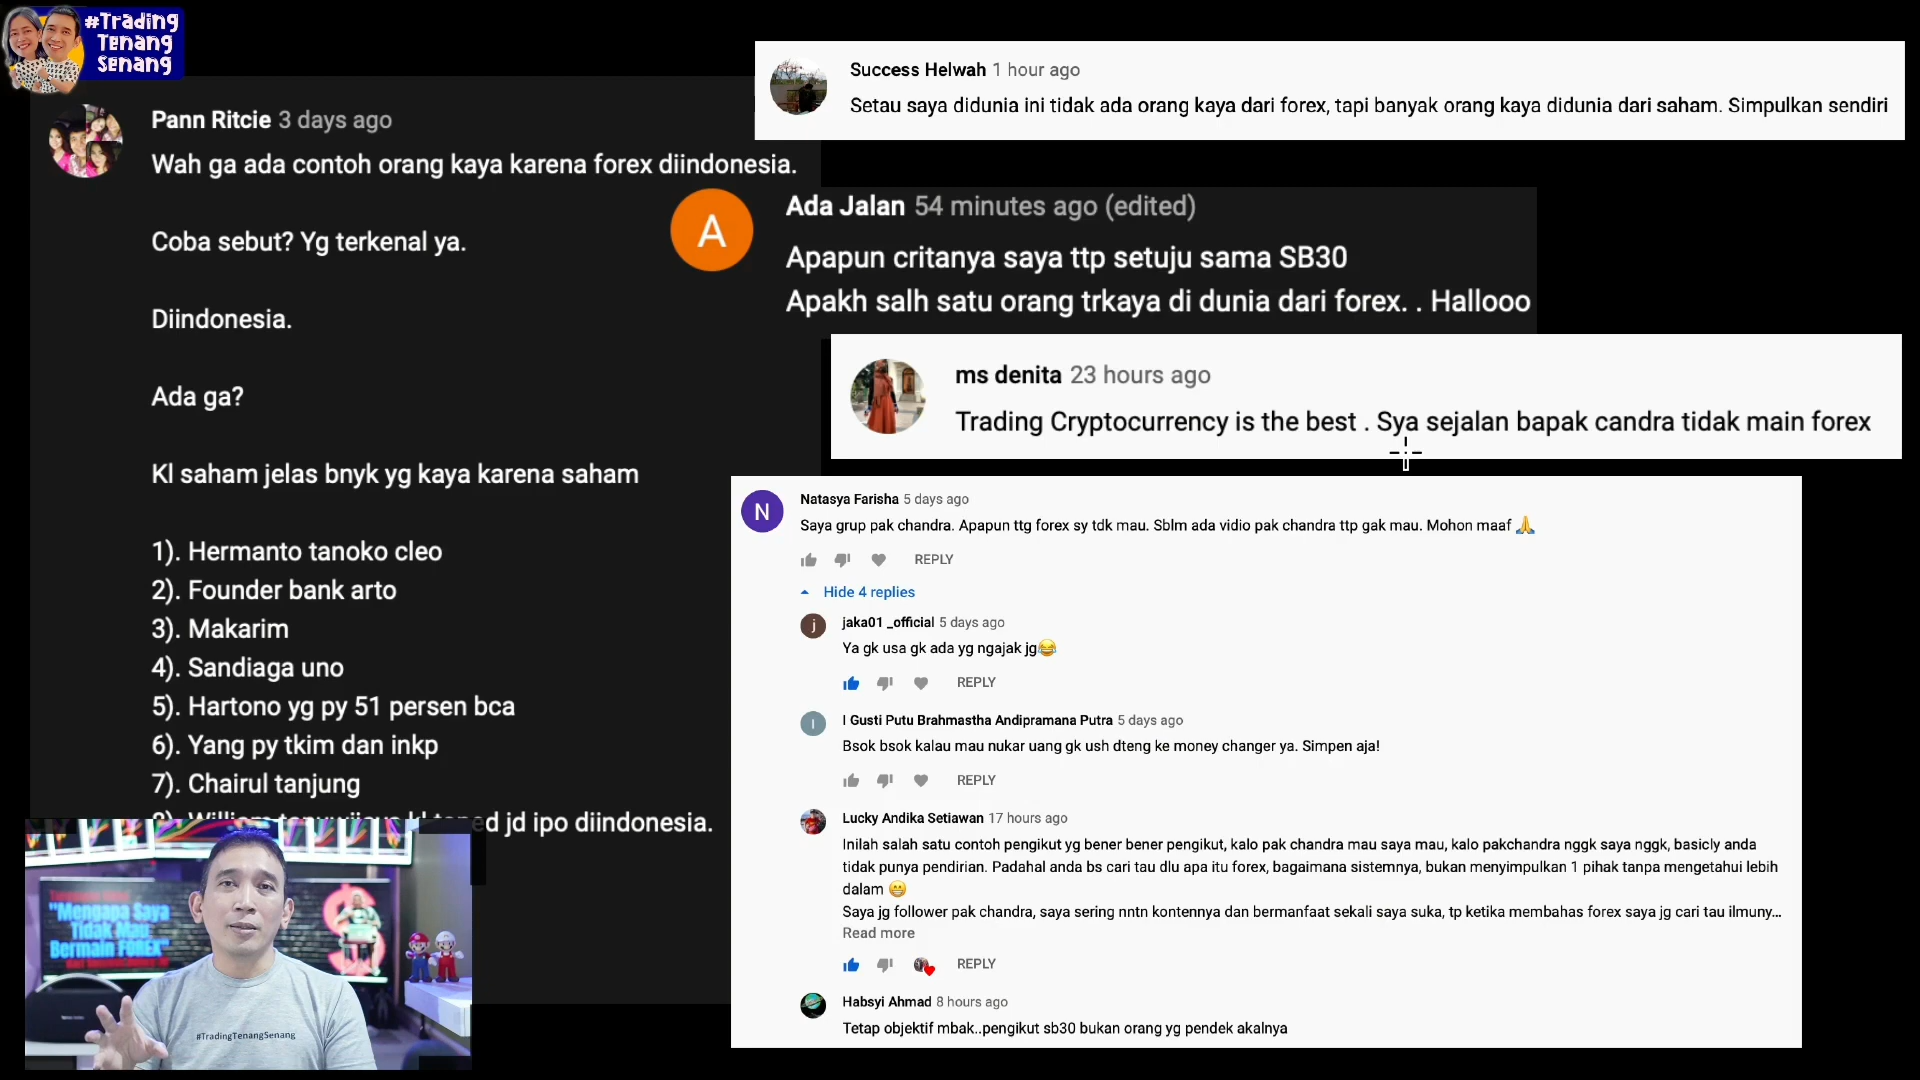 #Trading
Tenang
Senang
Pann Ritcie 3 days ago
Wah ga ada contoh orang kaya karena forex diindonesia.
Coba sebut? Yg terkenal ya.
Diindonesia.
Ada ga?
Kl saham jelas bnyk yg kaya karena saham
1). Hermanto tanoko cleo
2). Founder bank arto
3). Makarim
4). Sandiaga uno
5). Hartono yg py 51 persen bca
6). Yang py tkim dan inkp
7). Chairul tanjung
jd ipo diindonesia.
Success Helwah 1 hour ago
Setau saya didunia ini tidak ada orang kaya dari forex, tapi banyak orang kaya didunia dari saham. Simpulkan sendiri
A
Ada Jalan 54 minutes ago (edited)
Apapun critanya saya ttp setuju sama SB30
Apakh salh satu orang trkaya di dunia dari forex. . Hallooo
ms denita 23 hours ago
Trading Cryptocurrency is the best . Sya sejalan bapak candra tidak main forex
N
Natasya Farisha 5 days ago
Saya grup pak chandra. Apapun ttg forex sy tdk mau. Sblm ada vidio pak chandra ttp gak mau. Mohon maaf 🙏
REPLY
Hide 4 replies
j
jaka01 _official 5 days ago
Ya gk usa gk ada yg ngajak jg😂
REPLY
I
I Gusti Putu Brahmastha Andipramana Putra 5 days ago
Bsok bsok kalau mau nukar uang gk ush dteng ke money changer ya. Simpen aja!
REPLY
Lucky Andika Setiawan 17 hours ago
Inilah salah satu contoh pengikut yg bener bener pengikut, kalo pak chandra mau saya mau, kalo pakchandra nggk saya nggk, basicly anda
tidak punya pendirian. Padahal anda bs cari tau dlu apa itu forex, bagaimana sistemnya, bukan menyimpulkan 1 pihak tanpa mengetahui lebih
dalam 😁
Saya jg follower pak chandra, saya sering nntn kontennya dan bermanfaat sekali saya suka, tp ketika membahas forex saya jg cari tau ilmuny...
Read more
REPLY
Habsyi Ahmad 8 hours ago
Tetap objektif mbak..pengikut sb30 bukan orang yg pendek akalnya
"Mengapa Saya
Tidak Mau
Bermain FOREX"
#TradingTenangSenang